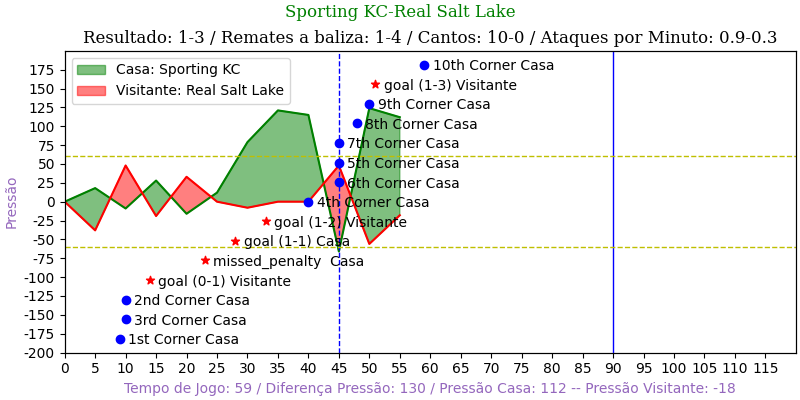 Sporting KC-Real Salt Lake
Resultado: 1-3 / Remates a baliza: 1-4 / Cantos: 10-0 / Ataques por Minuto: 0.9-0.3
Casa: Sporting KC
Visitante: Real Salt Lake
10th Corner Casa
goal (1-3) Visitante
9th Corner Casa
8th Corner Casa
7th Corner Casa
5th Corner Casa
6th Corner Casa
4th Corner Casa
goal (1-2) Visitante
goal (1-1) Casa
missed_penalty  Casa
goal (0-1) Visitante
2nd Corner Casa
3rd Corner Casa
1st Corner Casa
Pressão
175
150
125
100
75
50
25
0
-25
-50
-75
-100
-125
-150
-175
-200
0 5 10 15 20 25 30 35 40 45 50 55 60 65 70 75 80 85 90 95 100 105 110 115
Tempo de Jogo: 59 / Diferença Pressão: 130 / Pressão Casa: 112 -- Pressão Visitante: -18